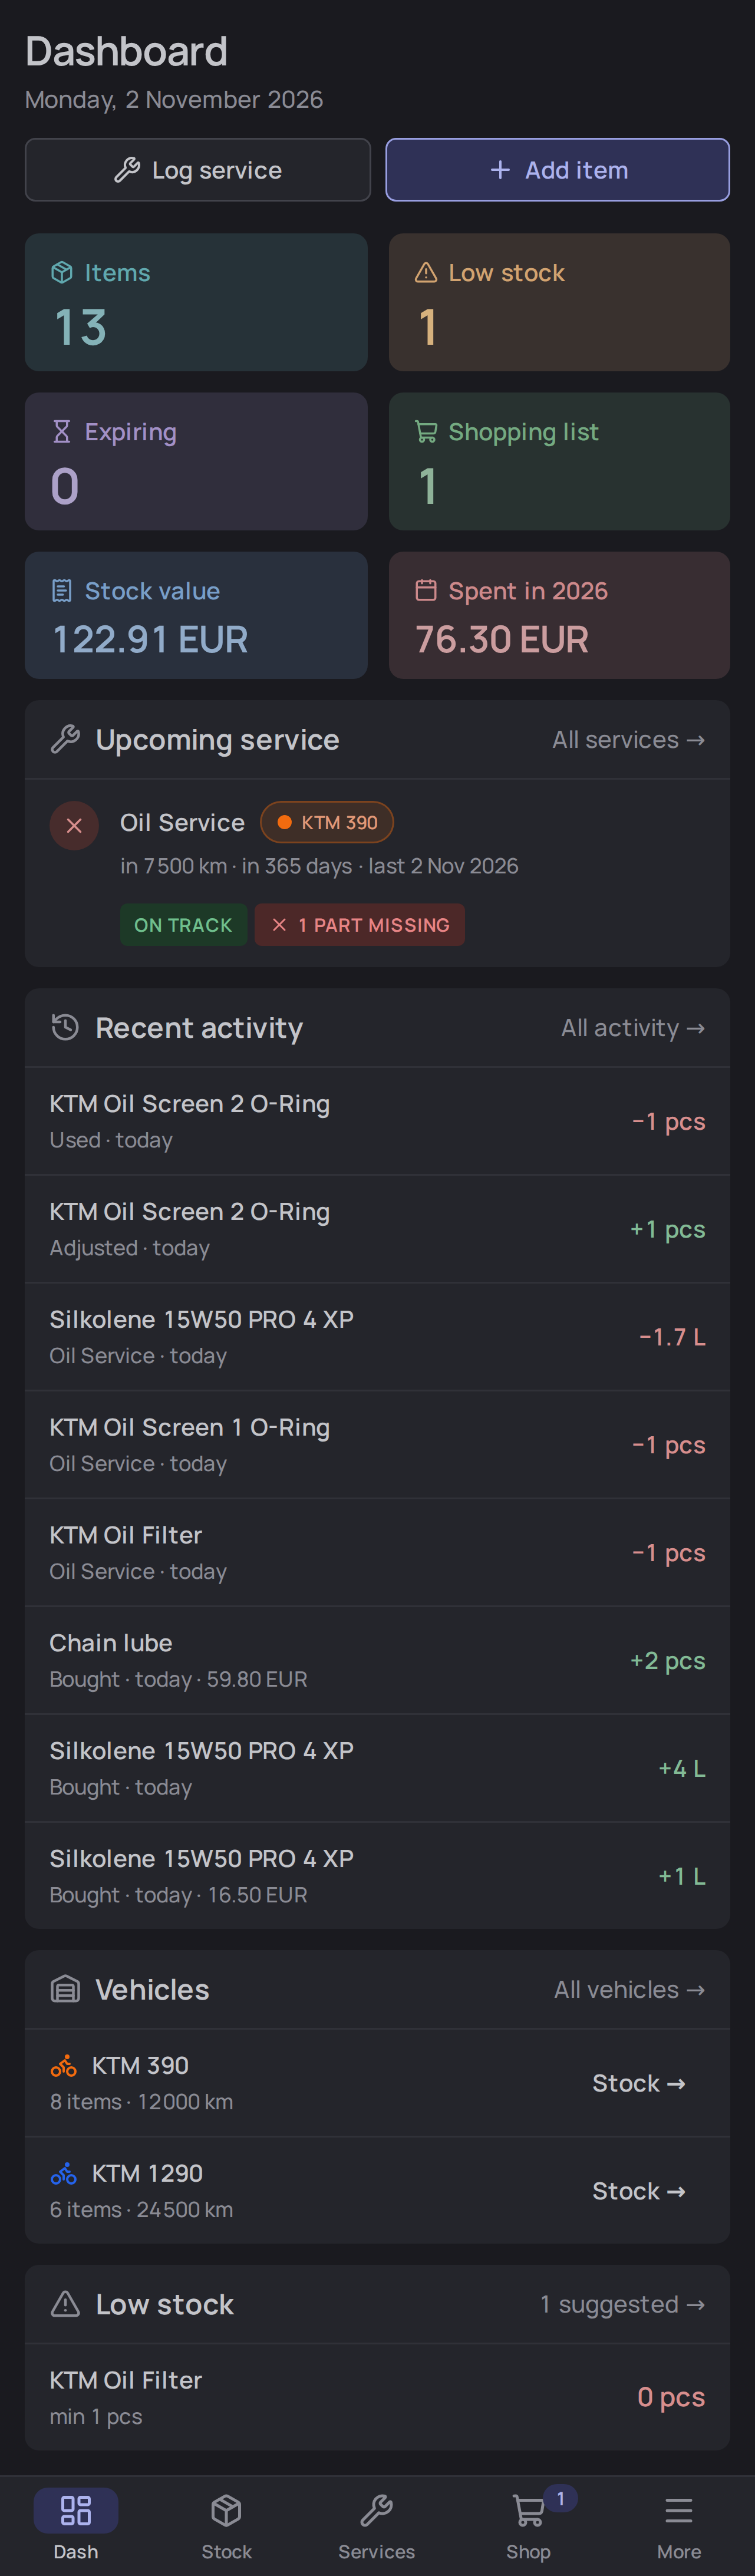 Dashboard
Monday, 2 November 2026
Log service
Add item
Items
13
Low stock
1
Expiring
0
Shopping list
1
Stock value
122.91 EUR
Spent in 2026
76.30 EUR
Upcoming service
All services →
Oil Service
KTM 390
in 7 500 km · in 365 days · last 2 Nov 2026
ON TRACK
1 PART MISSING
Recent activity
All activity →
KTM Oil Screen 2 O-Ring
Used · today
−1 pcs
KTM Oil Screen 2 O-Ring
Adjusted · today
+1 pcs
Silkolene 15W50 PRO 4 XP
Oil Service · today
−1.7 L
KTM Oil Screen 1 O-Ring
Oil Service · today
−1 pcs
KTM Oil Filter
Oil Service · today
−1 pcs
Chain lube
Bought · today · 59.80 EUR
+2 pcs
Silkolene 15W50 PRO 4 XP
Bought · today
+4 L
Silkolene 15W50 PRO 4 XP
Bought · today · 16.50 EUR
+1 L
Vehicles
All vehicles →
KTM 390
8 items · 12 000 km
Stock →
KTM 1290
6 items · 24 500 km
Stock →
Low stock
1 suggested →
KTM Oil Filter
min 1 pcs
0 pcs
1
Dash
Stock
Services
Shop
More